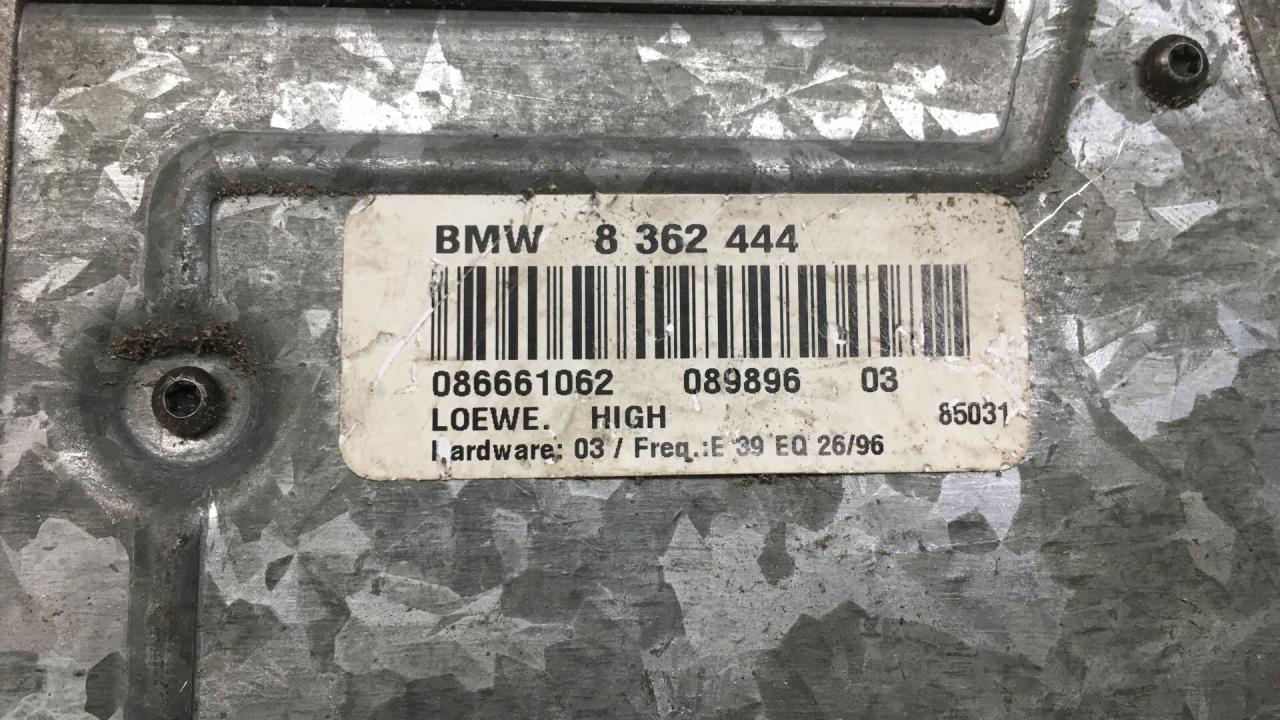 BMW 8 362 444
086661062 089896 03
LOEWE. HIGH 85031
Hardware: 03 / Freq.:E 39 EQ 26/96